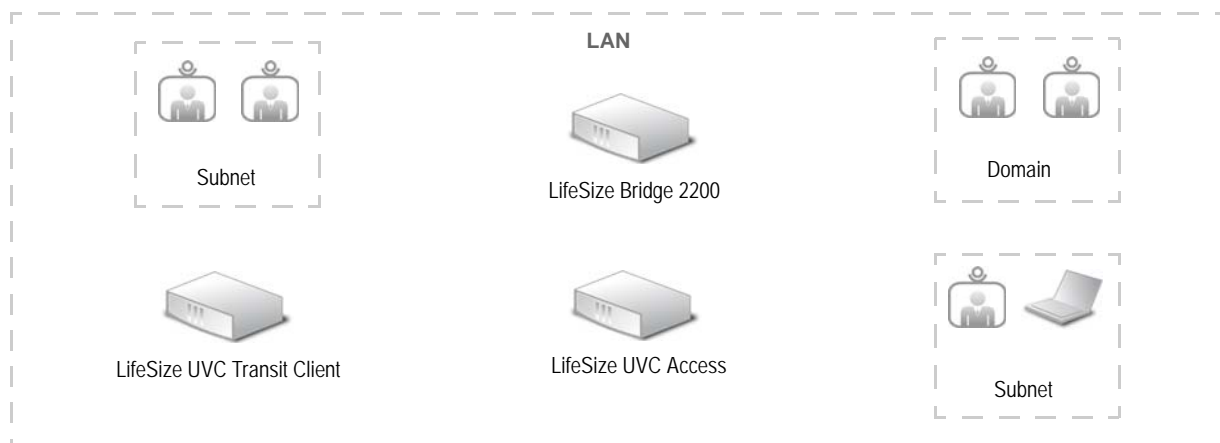 LAN
Subnet
LifeSize Bridge 2200
Domain
LifeSize UVC Transit Client
LifeSize UVC Access
Subnet